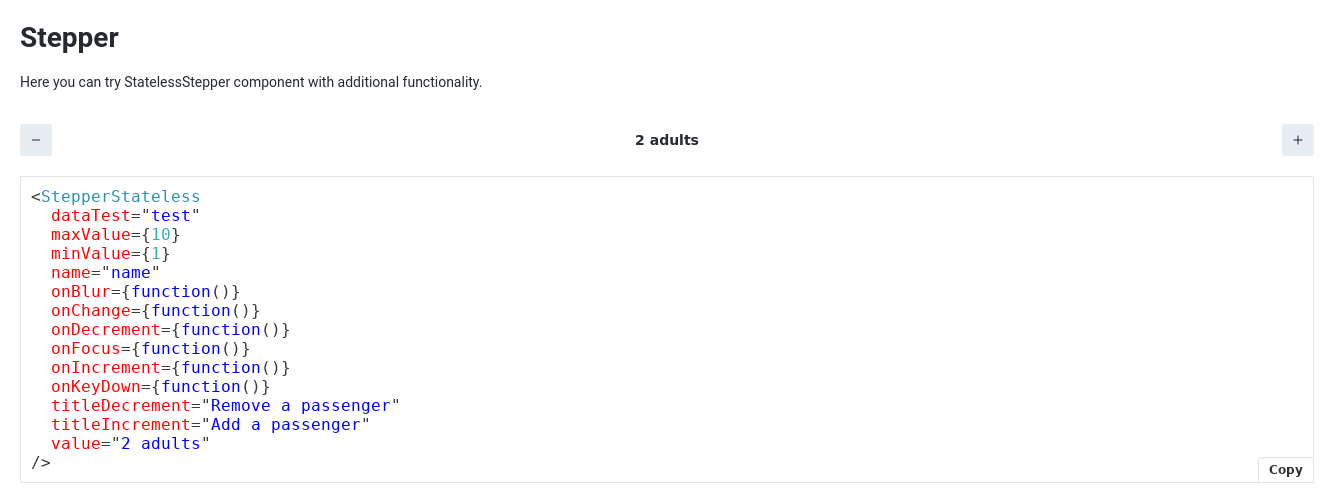 Stepper
Here you can try StatelessStepper component with additional functionality.
− 2 adults +
<StepperStateless
  dataTest="test"
  maxValue={10}
  minValue={1}
  name="name"
  onBlur={function()}
  onChange={function()}
  onDecrement={function()}
  onFocus={function()}
  onIncrement={function()}
  onKeyDown={function()}
  titleDecrement="Remove a passenger"
  titleIncrement="Add a passenger"
  value="2 adults"
/>
Copy